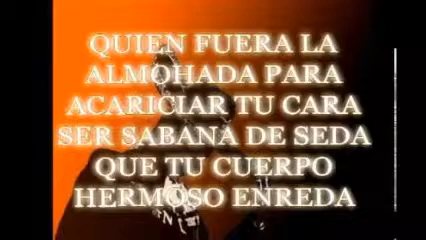 QUIEN FUERA LA
ALMOHADA PARA
ACARICIAR TU CARA
SER SABANA DE SEDA
QUE TU CUERPO
HERMOSO ENREDA